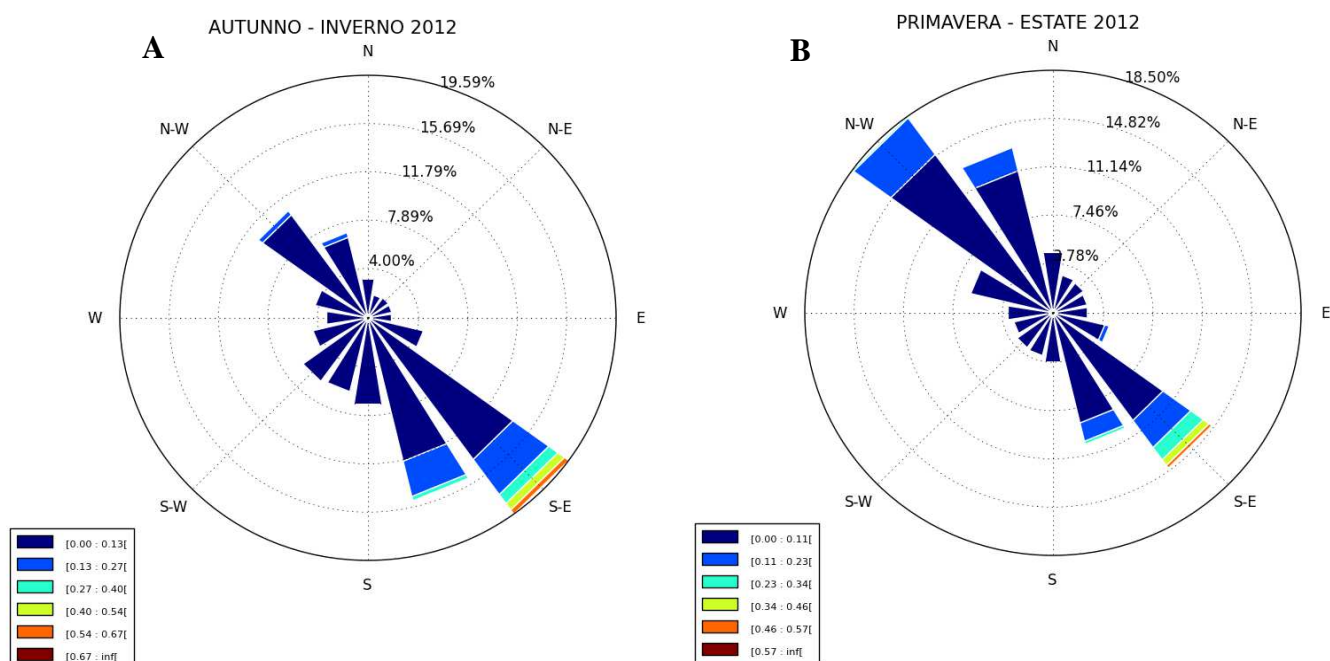 A
AUTUNNO - INVERNO 2012
N
19.59%
N-W
N-E
15.69%
11.79%
7.89%
4.00%
W
E
S-W
S-E
S
[0.00 : 0.13[
[0.13 : 0.27[
[0.27 : 0.40[
[0.40 : 0.54[
[0.54 : 0.67[
[0.67 : inf[
B
PRIMAVERA - ESTATE 2012
N
18.50%
N-W
N-E
14.82%
11.14%
7.46%
3.78%
W
E
S-W
S-E
S
[0.00 : 0.11[
[0.11 : 0.23[
[0.23 : 0.34[
[0.34 : 0.46[
[0.46 : 0.57[
[0.57 : inf[